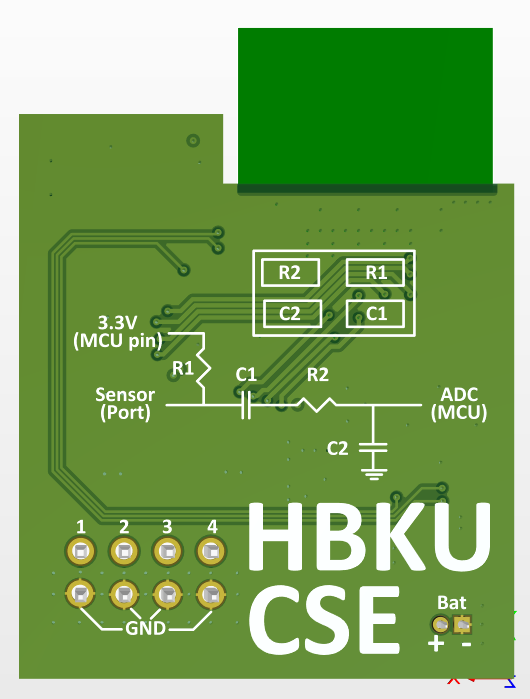 R2 R1
C2 C1
3.3V
(MCU pin)
R1
C1
R2
Sensor
(Port)
ADC
(MCU)
C2
1 2 3 4
HBKU
CSE
GND
Bat
+ -